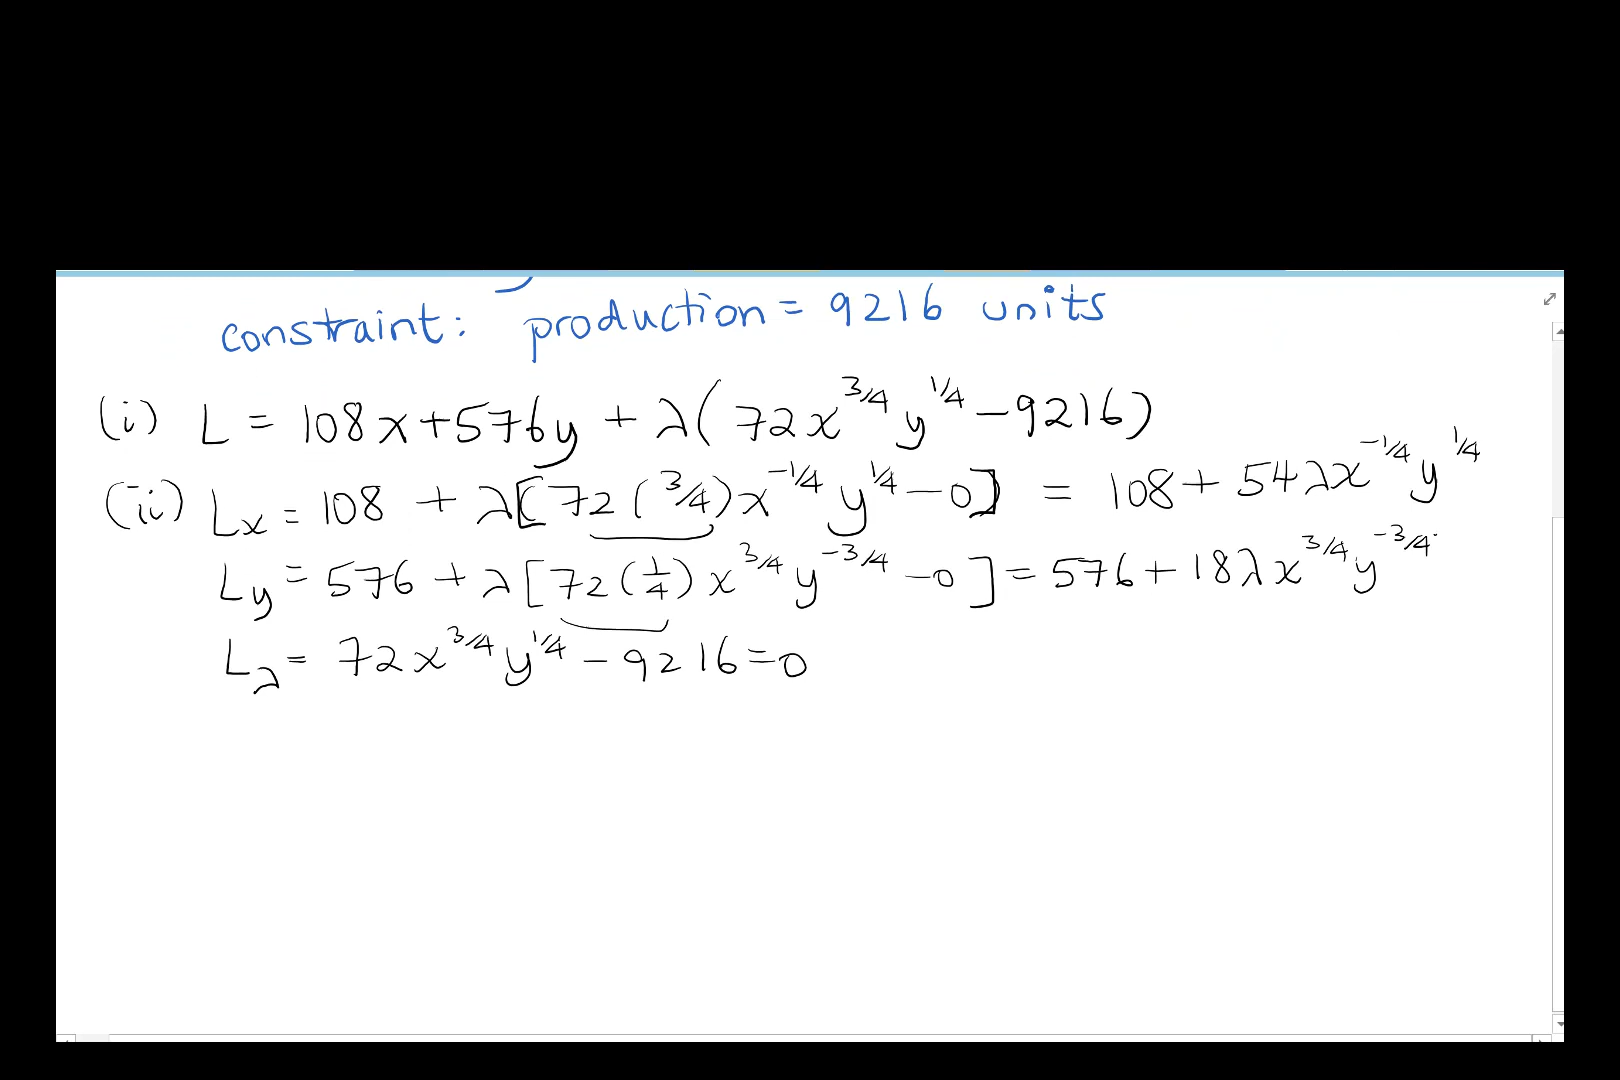 constraint: production = 9216 units
(i) L = 108x+576y + λ(72x^{3/4} y^{1/4} -9216)
(ii) Lx = 108 + λ[72(3/4)x^{-1/4} y^{1/4} -0] = 108+54λx^{-1/4} y^{1/4}
Ly = 576 + λ[72(1/4)x^{3/4} y^{-3/4} -0] = 576+18λx^{3/4} y^{-3/4}
Lλ = 72x^{3/4} y^{1/4} -9216=0